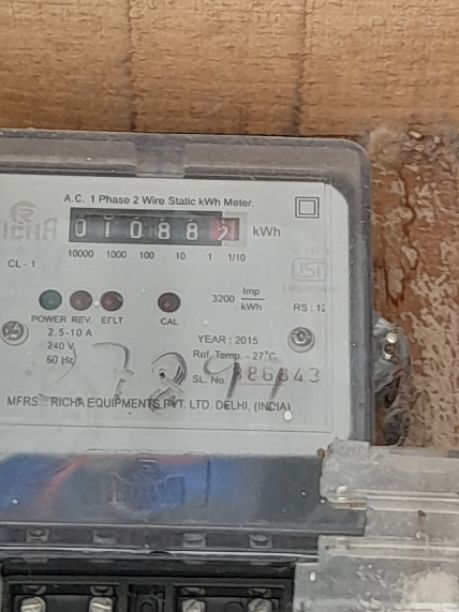 A.C. 1 Phase 2 Wire Static kWh Meter.
RICHA
010882 kWh
10000 1000 100 10 1 1/10
CL - 1
ISI
3200 Imp/kWh
RS : 12
POWER REV. E/LT CAL
2.5-10 A
240 V
50 Hz
YEAR : 2015
Ref. Temp. - 27°C
SL. No.
MFRS. : RICHA EQUIPMENTS PVT. LTD. DELHI, (INDIA)